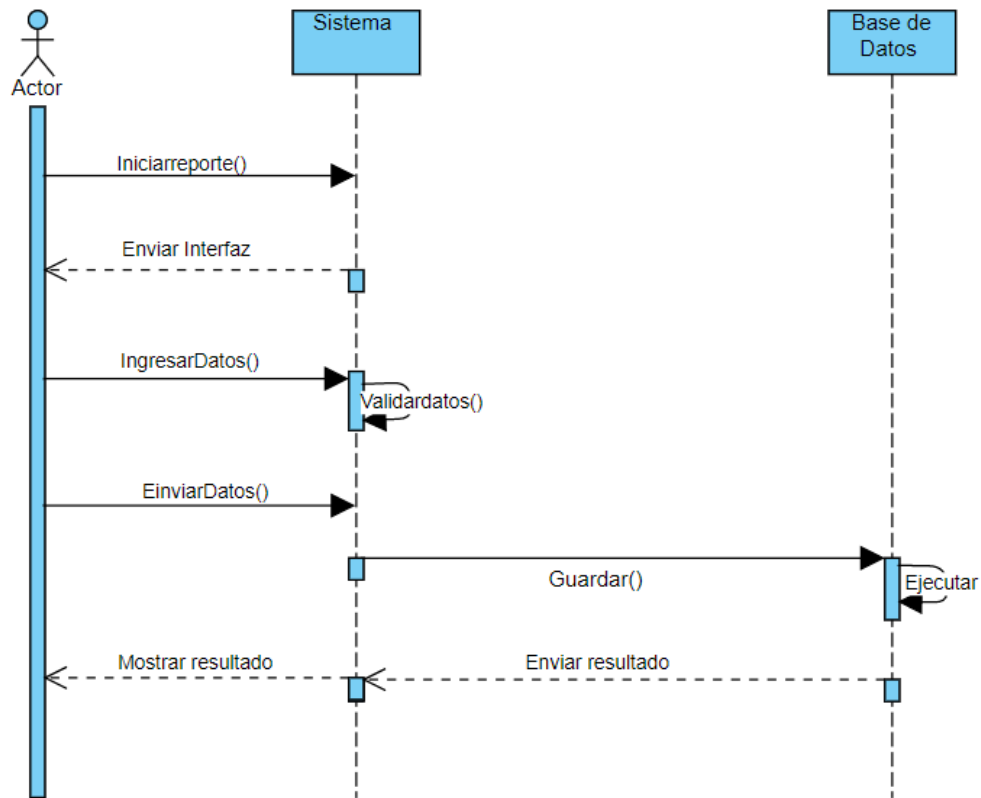 Sistema
Base de
Datos
Actor
Iniciarreporte()
Enviar Interfaz
IngresarDatos()
Validardatos()
EinviarDatos()
Guardar()
Ejecutar
Mostrar resultado
Enviar resultado